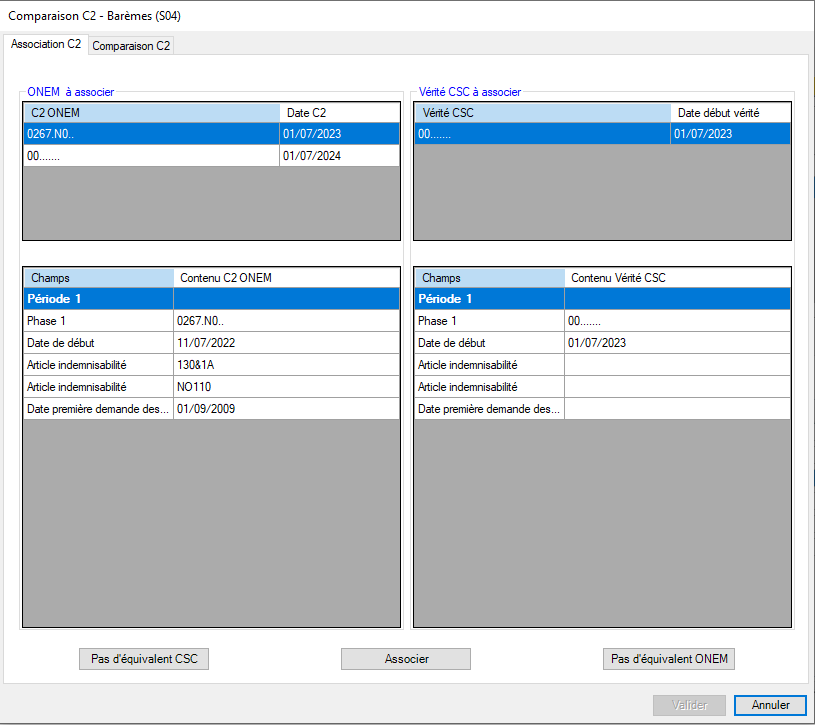 Comparaison C2 - Barèmes (S04)
Association C2 Comparaison C2
ONEM à associer
C2 ONEM Date C2
0267.N0.. 01/07/2023
00....... 01/07/2024
Vérité CSC à associer
Vérité CSC Date début vérité
00....... 01/07/2023
Champs Contenu C2 ONEM
Période 1
Phase 1 0267.N0..
Date de début 11/07/2022
Article indemnisabilité 130&1A
Article indemnisabilité NO110
Date première demande des... 01/09/2009
Champs Contenu Vérité CSC
Période 1
Phase 1 00.......
Date de début 01/07/2023
Article indemnisabilité
Article indemnisabilité
Date première demande des...
Pas d'équivalent CSC Associer Pas d'équivalent ONEM
Valider Annuler